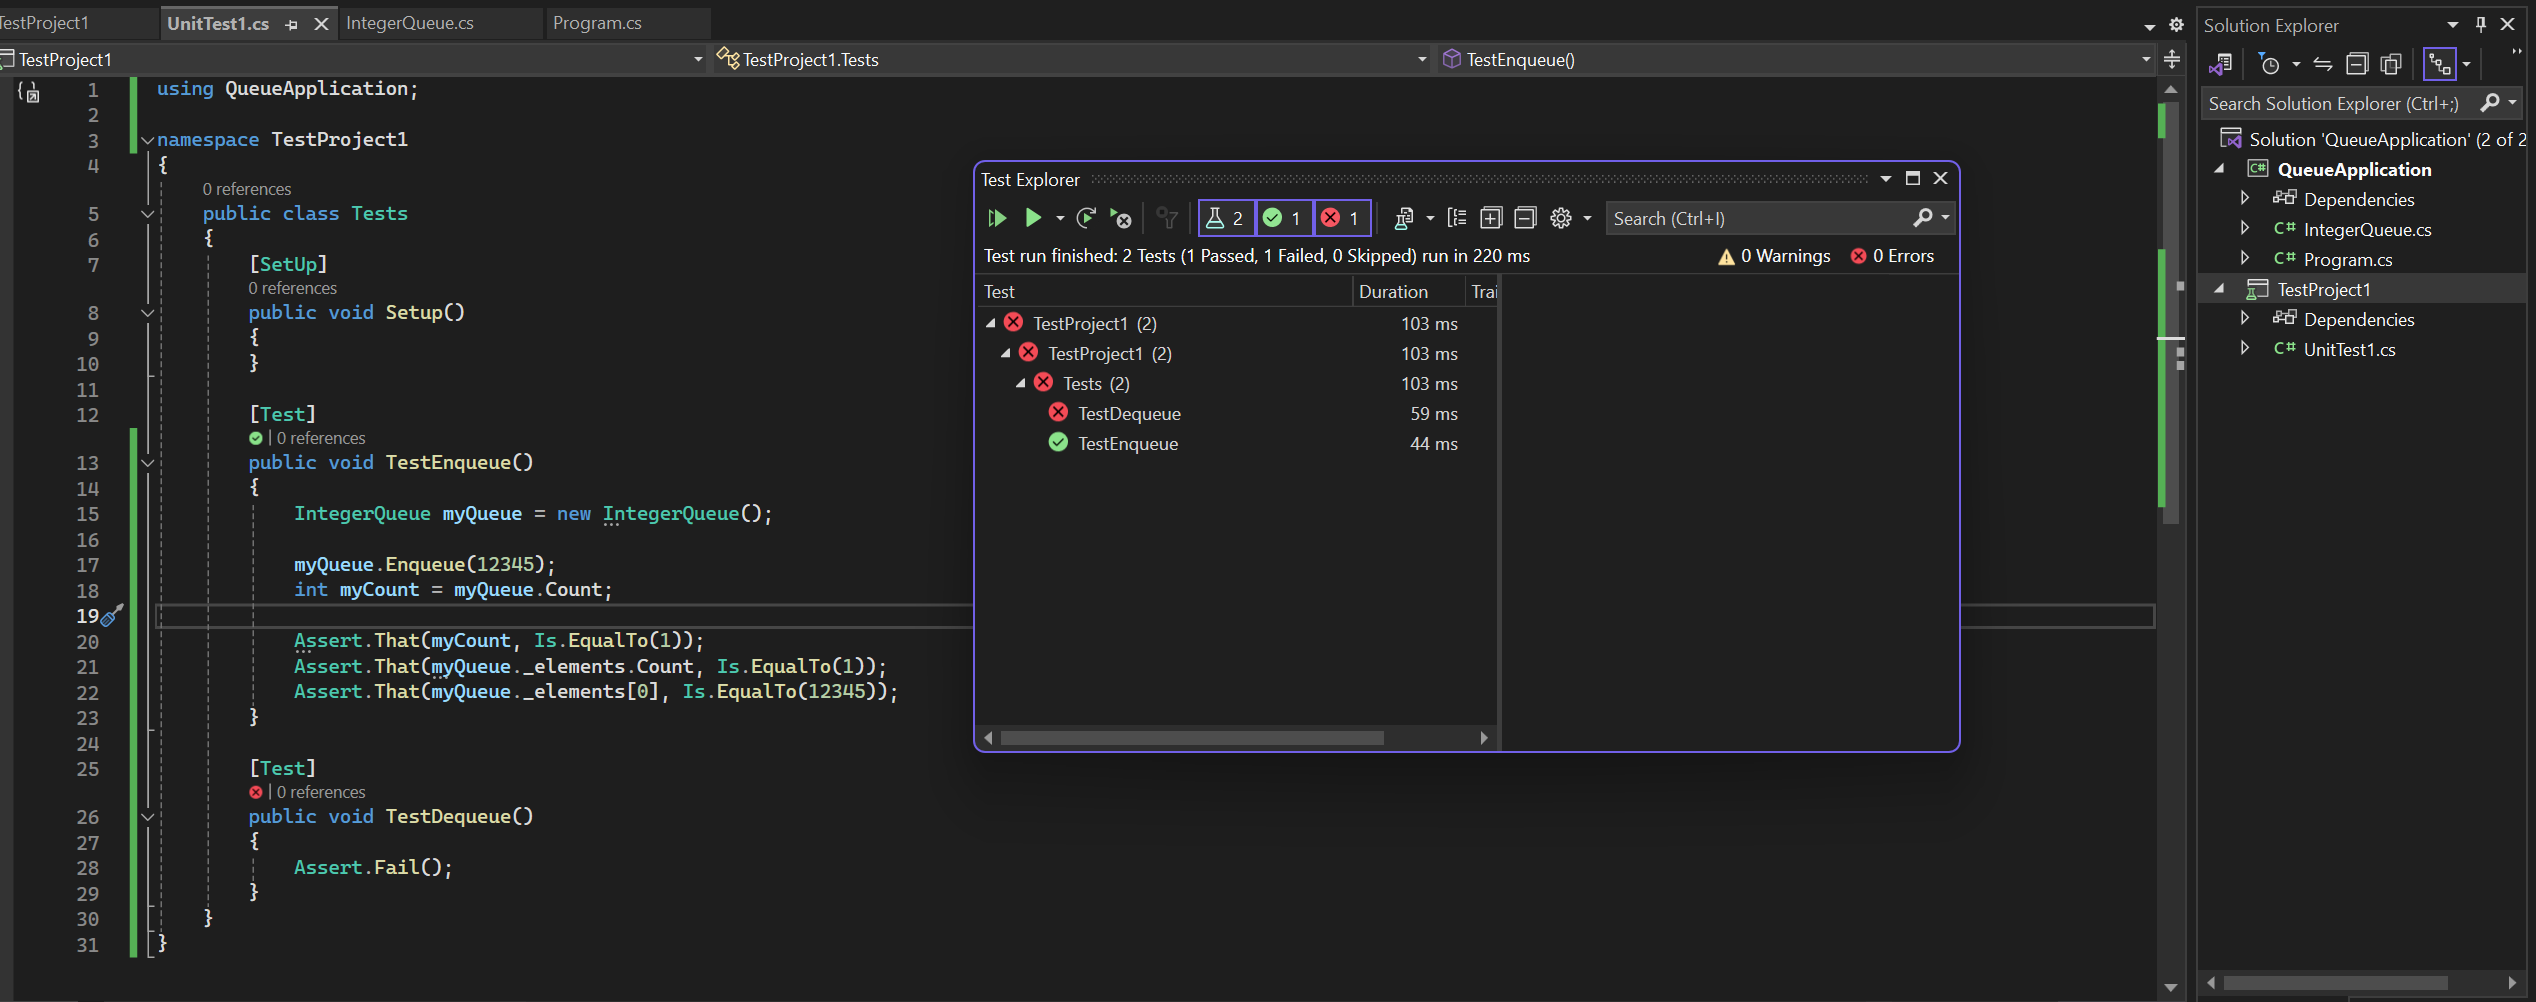 estProject1
UnitTest1.cs
IntegerQueue.cs
Program.cs
TestProject1
TestProject1.Tests
TestEnqueue()
1 using QueueApplication;
2
3 namespace TestProject1
4 {
0 references
5 public class Tests
6 {
7 [SetUp]
0 references
8 public void Setup()
9 {
10 }
11
12 [Test]
| 0 references
13 public void TestEnqueue()
14 {
15 IntegerQueue myQueue = new IntegerQueue();
16
17 myQueue.Enqueue(12345);
18 int myCount = myQueue.Count;
19
20 Assert.That(myCount, Is.EqualTo(1));
21 Assert.That(myQueue._elements.Count, Is.EqualTo(1));
22 Assert.That(myQueue._elements[0], Is.EqualTo(12345));
23 }
24
25 [Test]
| 0 references
26 public void TestDequeue()
27 {
28 Assert.Fail();
29 }
30 }
31 }
Test Explorer
2 1 1
Search (Ctrl+I)
Test run finished: 2 Tests (1 Passed, 1 Failed, 0 Skipped) run in 220 ms
0 Warnings 0 Errors
Test Duration Trai
TestProject1 (2) 103 ms
TestProject1 (2) 103 ms
Tests (2) 103 ms
TestDequeue 59 ms
TestEnqueue 44 ms
Solution Explorer
Search Solution Explorer (Ctrl+;)
Solution 'QueueApplication' (2 of 2
C# QueueApplication
Dependencies
C# IntegerQueue.cs
C# Program.cs
TestProject1
Dependencies
C# UnitTest1.cs